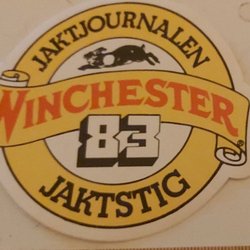 JAKTJOURNALEN
WINCHESTER
83
JAKTSTIG